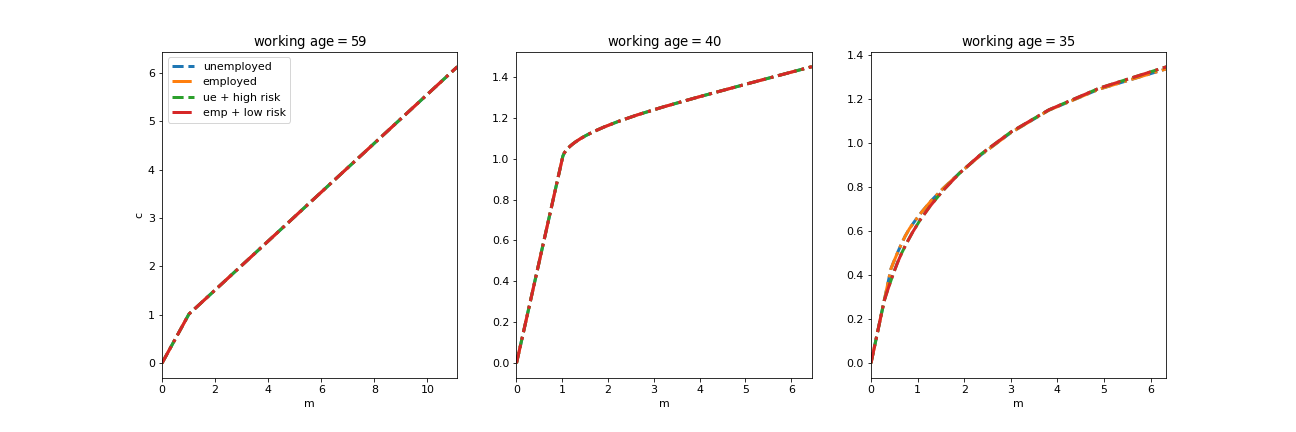 working age = 59
6
5
4
3
2
1
0
c
0 2 4 6 8 10
m
unemployed
employed
ue + high risk
emp + low risk
working age = 40
1.4
1.2
1.0
0.8
0.6
0.4
0.2
0.0
0 1 2 3 4 5 6
m
working age = 35
1.4
1.2
1.0
0.8
0.6
0.4
0.2
0.0
0 1 2 3 4 5 6
m